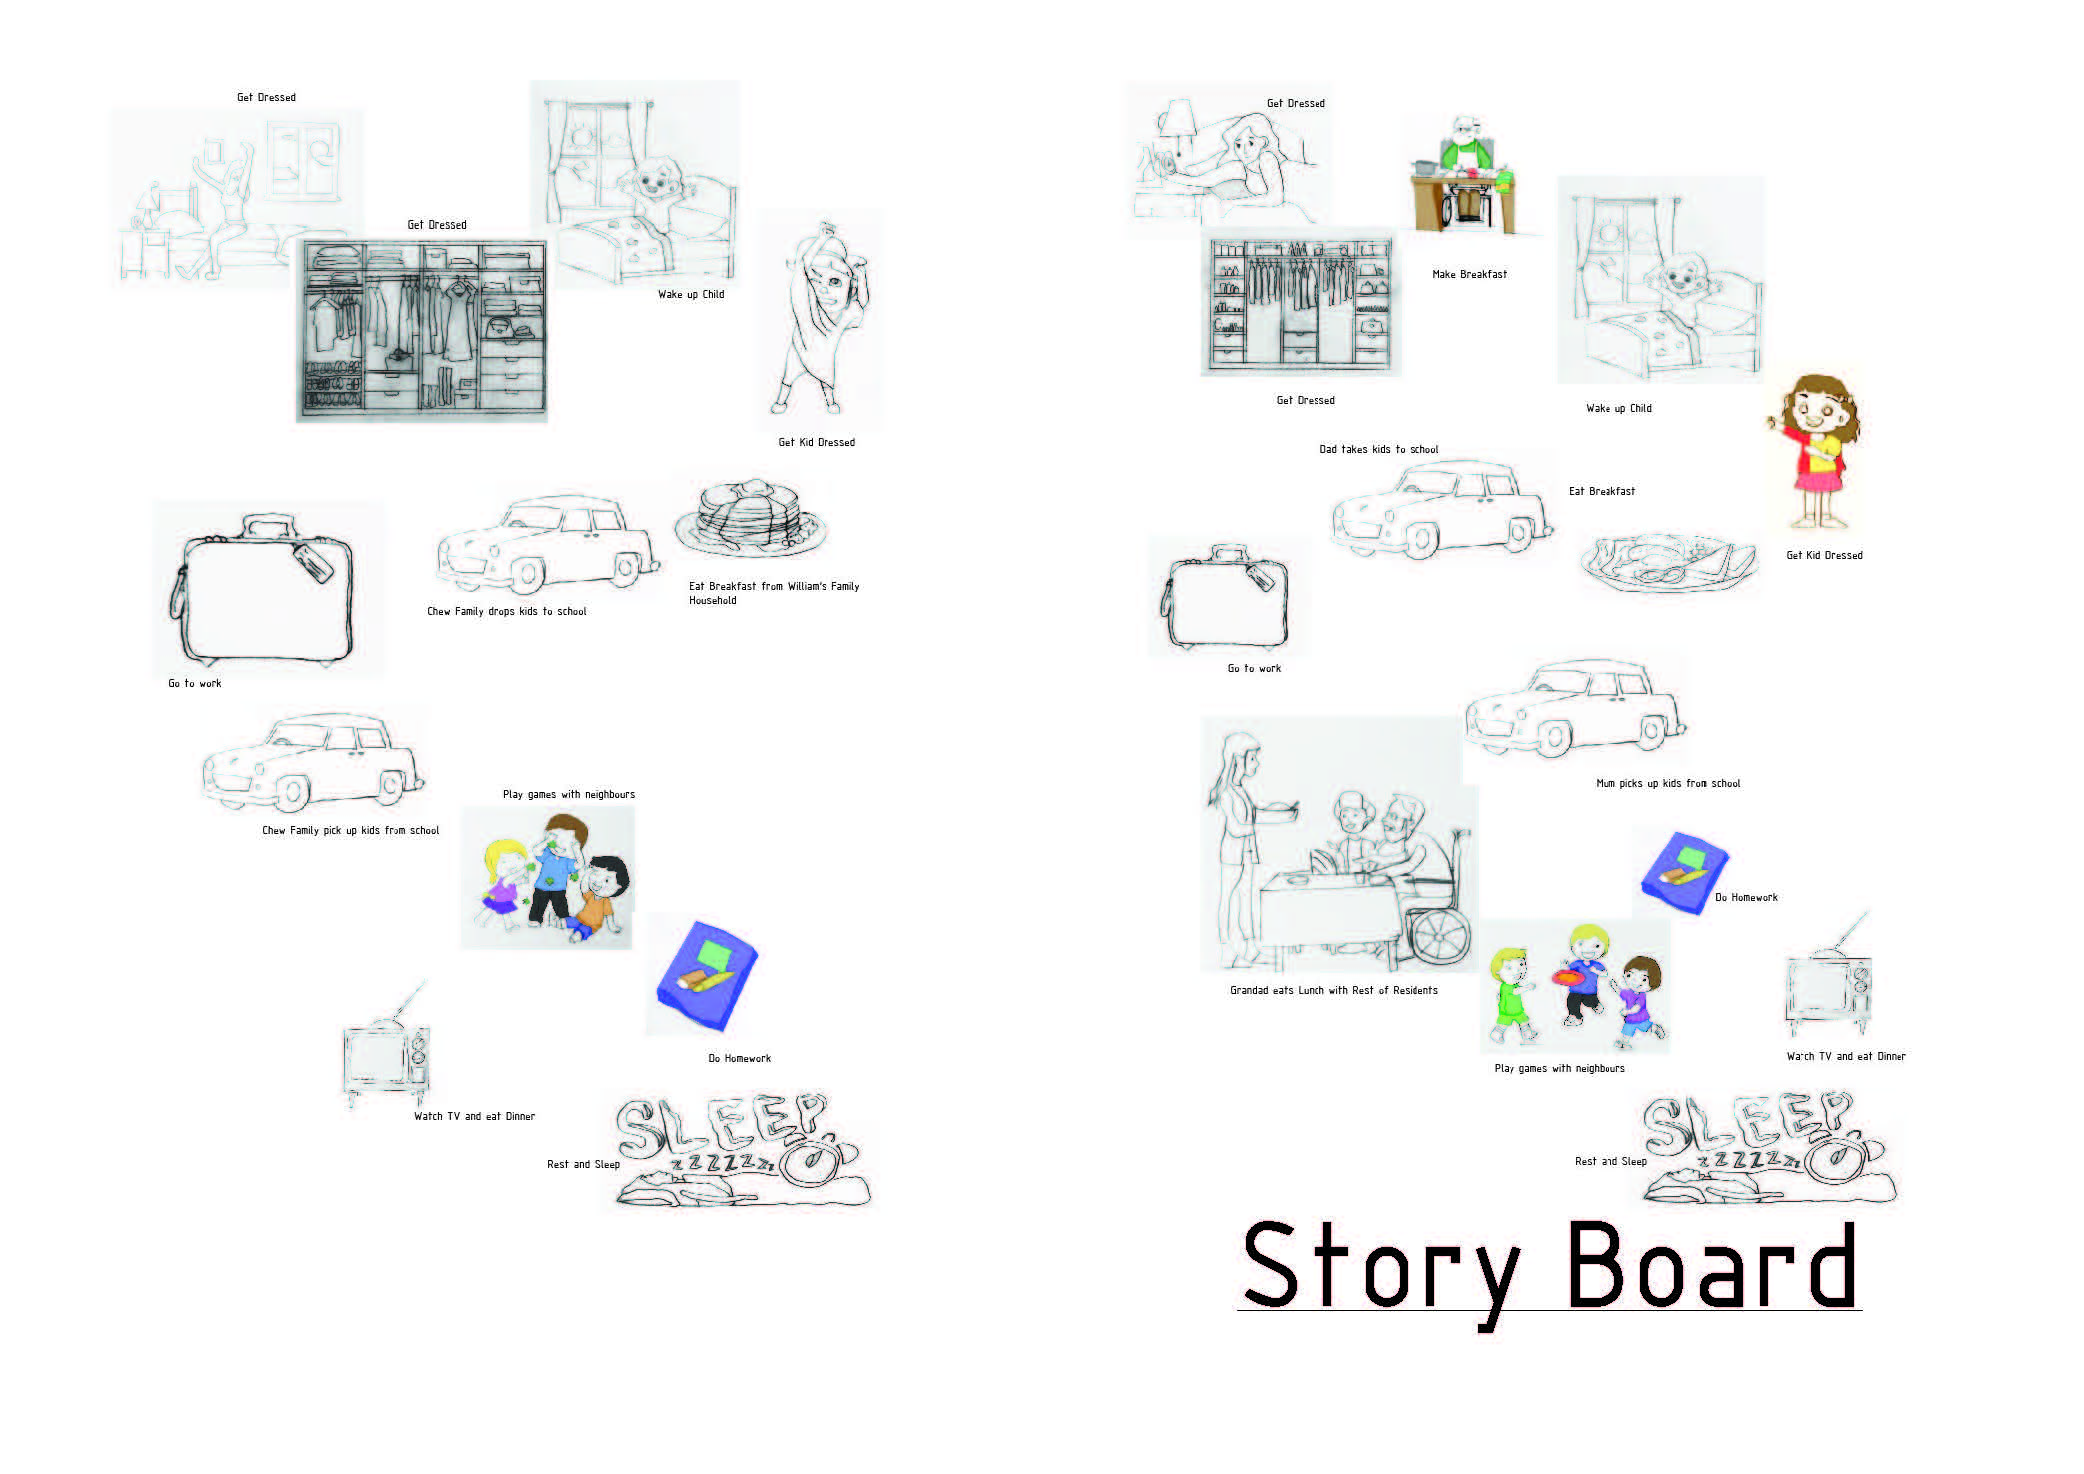 Get Dressed
Get Dressed
Wake up Child
Get Kid Dressed
Eat Breakfast from William's Family
Household
Chew Family drops kids to school
Go to work
Chew Family pick up kids from school
Play games with neighbours
Do Homework
Watch TV and eat Dinner
SLEEP
zzzzzz
Rest and Sleep
Get Dressed
Make Breakfast
Get Dressed
Wake up Child
Get Kid Dressed
Dad takes kids to school
Eat Breakfast
Go to work
Mum picks up kids from school
Grandad eats Lunch with Rest of Residents
Do Homework
Play games with neighbours
Watch TV and eat Dinner
SLEEP
zzzzzz
Rest and Sleep
Story Board